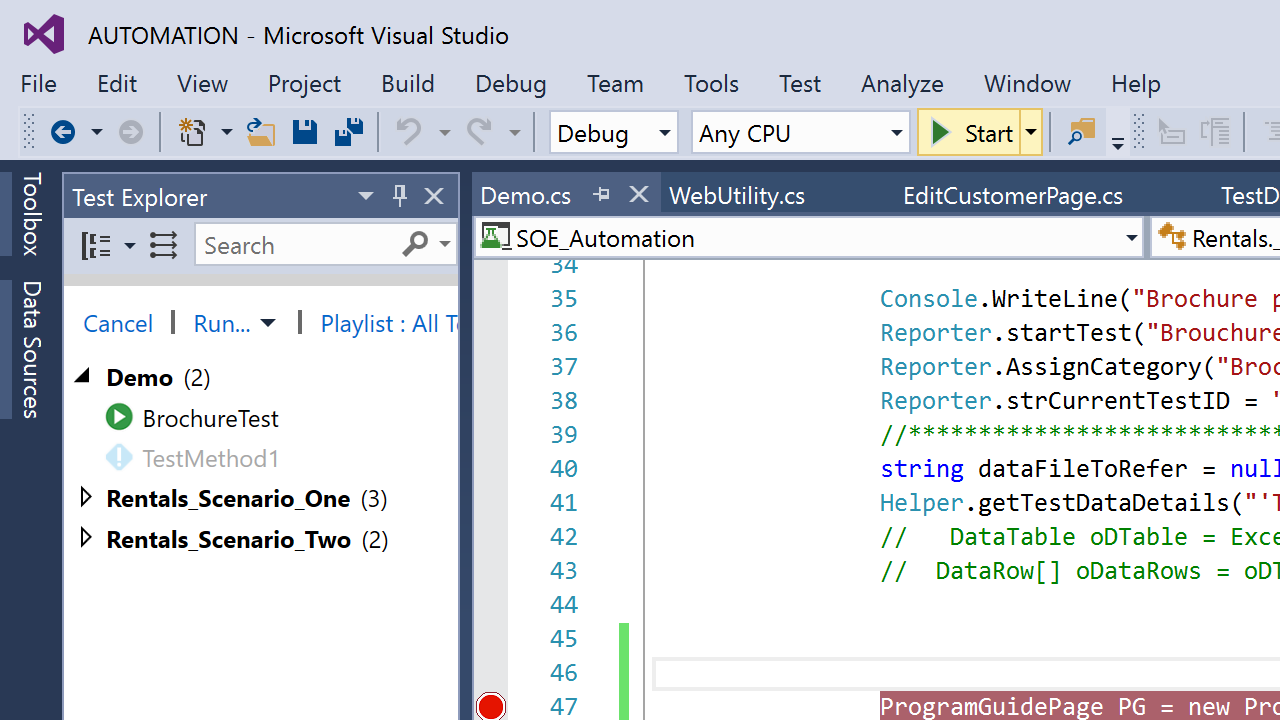 AUTOMATION - Microsoft Visual Studio
File Edit View Project Build Debug Team Tools Test Analyze Window Help
Debug Any CPU Start
Toolbox
Data Sources
Test Explorer
Search
Cancel | Run... | Playlist : All
Demo (2)
BrochureTest
TestMethod1
Rentals_Scenario_One (3)
Rentals_Scenario_Two (2)
Demo.cs WebUtility.cs EditCustomerPage.cs TestD
SOE_Automation Rentals._
34
35 Console.WriteLine("Brochure p
36 Reporter.startTest("Brouchure
37 Reporter.AssignCategory("Broc
38 Reporter.strCurrentTestID = "
39 //*************************
40 string dataFileToRefer = null
41 Helper.getTestDataDetails("'T
42 // DataTable oDTable = Exce
43 // DataRow[] oDataRows = oDT
44
45
46
47 ProgramGuidePage PG = new Pro